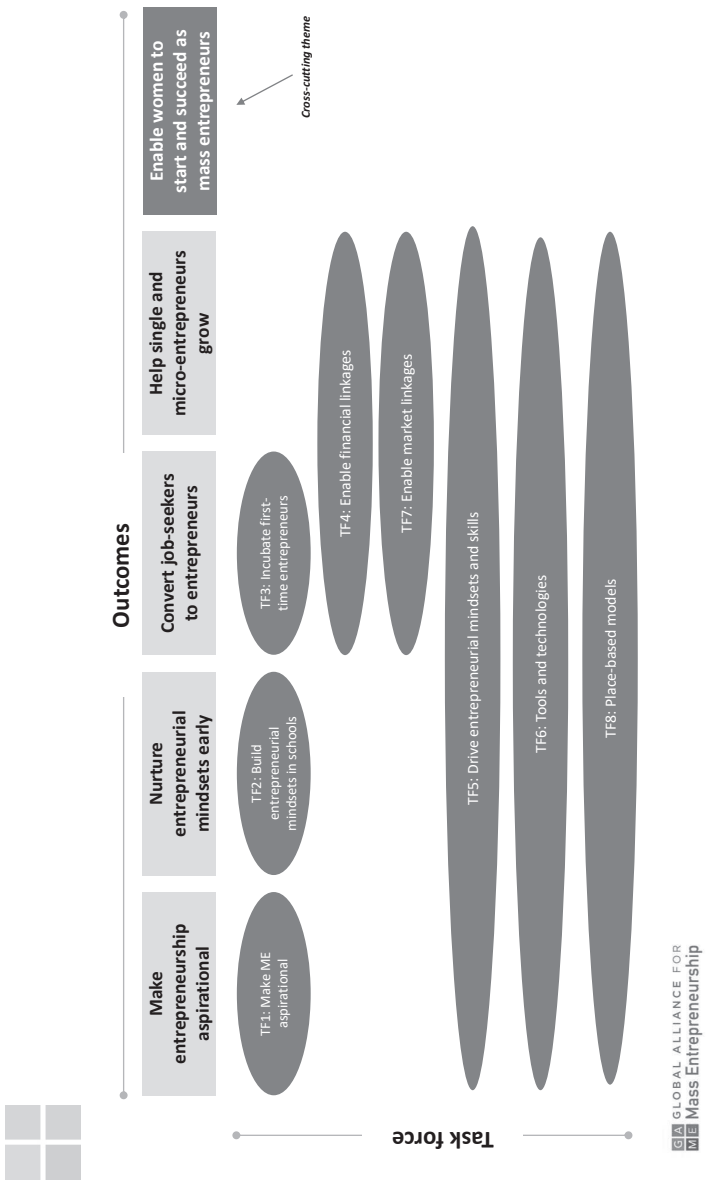 Outcomes
Make
entrepreneurship
aspirational
Nurture
entrepreneurial
mindsets early
Convert job-seekers
to entrepreneurs
Help single and
micro-entrepreneurs
grow
Enable women to
start and succeed as
mass entrepreneurs
Cross-cutting theme
Task force
TF1: Make ME
aspirational
TF2: Build
entrepreneurial
mindsets in schools
TF3: Incubate first-
time entrepreneurs
TF4: Enable financial linkages
TF7: Enable market linkages
TF5: Drive entrepreneurial mindsets and skills
TF6: Tools and technologies
TF8: Place-based models
GA GLOBAL ALLIANCE FOR
ME Mass Entrepreneurship